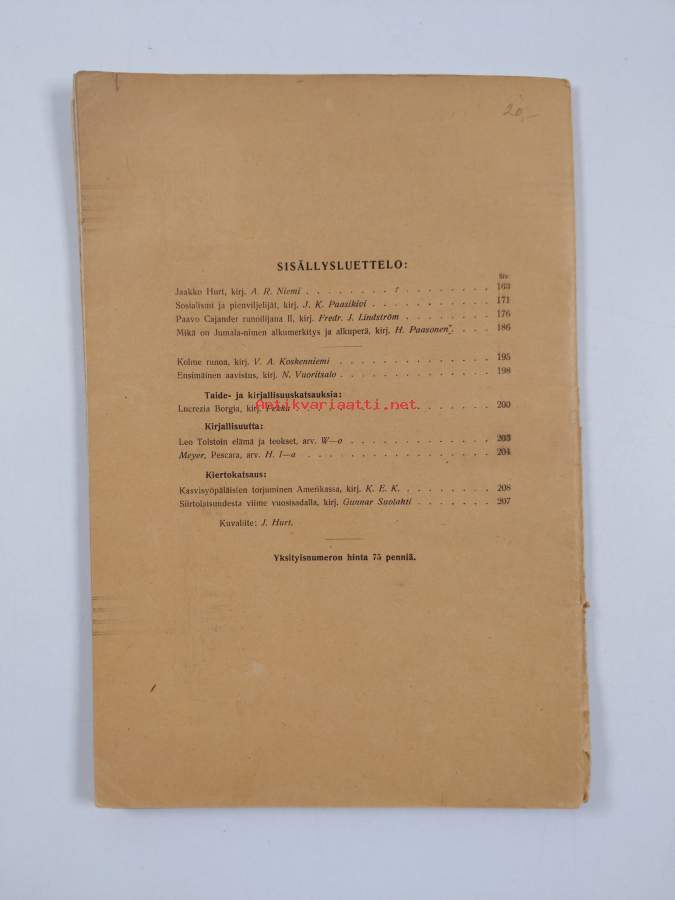 20,-
SISÄLLYSLUETTELO:
Siv.
Jaakko Hurt, kirj. A. R. Niemi . . . . . . . . . . . . . . . . 163
Sosialismi ja pienviljelijät, kirj. J. K. Paasikivi . . . . . . . . . . 171
Paavo Cajander runoilijana II, kirj. Fredr. J. Lindström . . . . . . . 176
Mikä on Jumala-nimen alkumerkitys ja alkuperä, kirj. H. Paasonen . . . . 186
Kolme runoa, kirj. V. A. Koskenniemi . . . . . . . . . . . . . 195
Ensimäinen aavistus, kirj. N. Vuoritsalo . . . . . . . . . . . . 198
Taide- ja kirjallisuuskatsauksia:
Lucrezia Borgia, kirj. Pekka . . . . . . . . . . . . . . . . 200
Antikvariaatti.net
Kirjallisuutta:
Leo Tolstoin elämä ja teokset, arv. W—o . . . . . . . . . . . . 203
Meyer, Pescara, arv. H. I—a . . . . . . . . . . . . . . . . 204
Kiertokatsaus:
Kasvisyöpäläisten torjuminen Amerikassa, kirj. K. E. K. . . . . . . . . 208
Siirtolaisuudesta viime vuosisadalla, kirj. Gunnar Suolahti . . . . . . 207
Kuvaliite: J. Hurt.
Yksityisnumeron hinta 75 penniä.